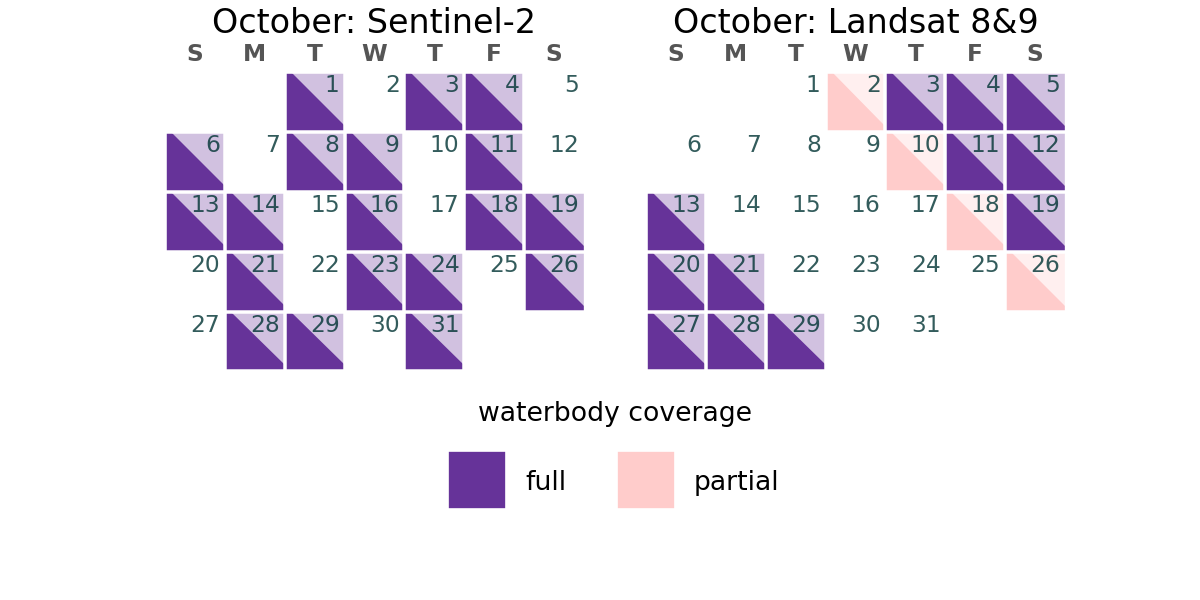 October: Sentinel-2
S M T W T F S
1 2 3 4 5
6 7 8 9 10 11 12
13 14 15 16 17 18 19
20 21 22 23 24 25 26
27 28 29 30 31
October: Landsat 8&9
S M T W T F S
1 2 3 4 5
6 7 8 9 10 11 12
13 14 15 16 17 18 19
20 21 22 23 24 25 26
27 28 29 30 31
waterbody coverage
full partial